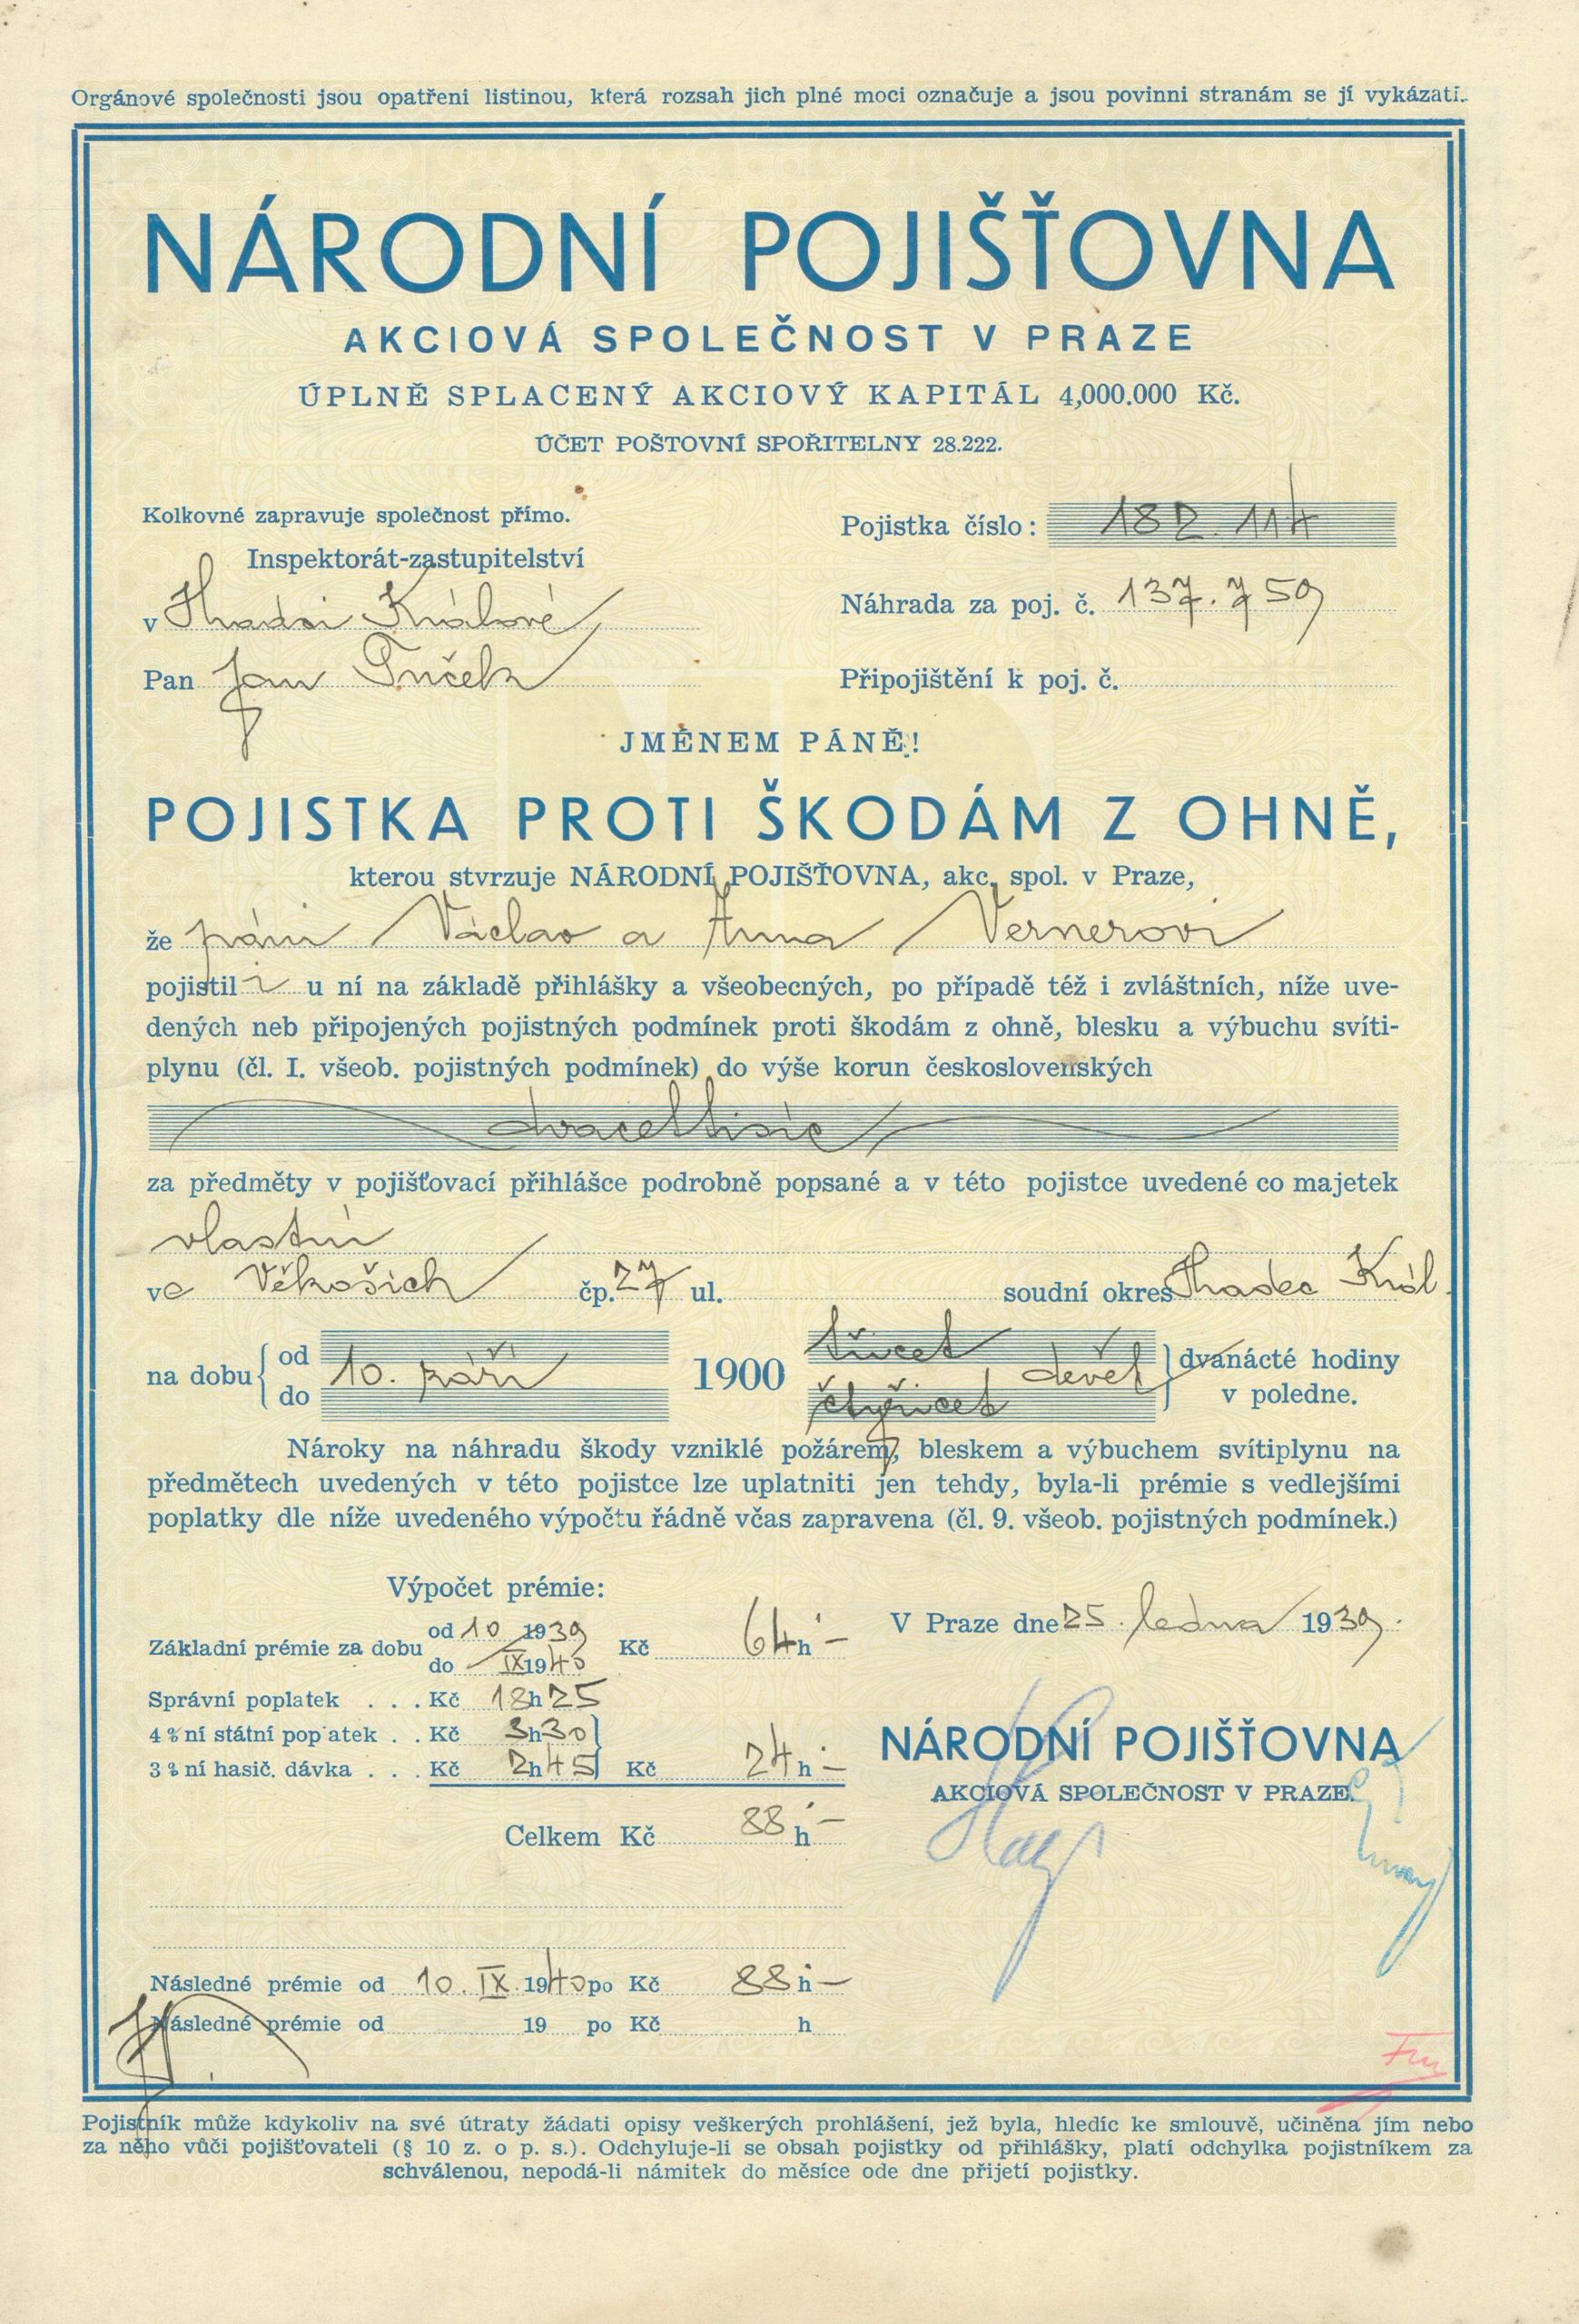 Orgánové společnosti jsou opatřeni listinou, která rozsah jich plné moci označuje a jsou povinni stranám se jí vykázati.
NÁRODNÍ POJIŠŤOVNA
AKCIOVÁ SPOLEČNOST V PRAZE
ÚPLNĚ SPLACENÝ AKCIOVÝ KAPITÁL 4,000.000 Kč.
ÚČET POŠTOVNÍ SPOŘITELNY 28.222.
Kolkovné zapravuje společnost přímo.
Pojistka číslo: 182.114
Inspektorát-zastupitelství
v Hradci Králové
Náhrada za poj. č. 137.759
Pan Jan
Připojištění k poj. č.
JMÉNEM PÁNĚ!
POJISTKA PROTI ŠKODÁM Z OHNĚ,
kterou stvrzuje NÁRODNÍ POJIŠŤOVNA, akc. spol. v Praze,
že páni Václav a Anna Vernerovi
pojistil i u ní na základě přihlášky a všeobecných, po případě též i zvláštních, níže uve-
dených neb připojených pojistných podmínek proti škodám z ohně, blesku a výbuchu svíti-
plynu (čl. I. všeob. pojistných podmínek) do výše korun československých
dvacettisíc
za předměty v pojišťovací přihlášce podrobně popsané a v této pojistce uvedené co majetek
vlastní
ve Věkošich čp. 27 ul. soudní okres Hradec Král.
na dobu od do 10. září 1900 třicet čtyřicet devět dvanácté hodiny
v poledne.
Nároky na náhradu škody vzniklé požárem, bleskem a výbuchem svítiplynu na
předmětech uvedených v této pojistce lze uplatniti jen tehdy, byla-li prémie s vedlejšími
poplatky dle níže uvedeného výpočtu řádně včas zapravena (čl. 9. všeob. pojistných podmínek.)
Výpočet prémie:
V Praze dne 25. ledna 1939.
Základní prémie za dobu od 10 1939 do IX 1940 Kč 64 h -
Správní poplatek . . . Kč 18 h 25
4 %ní státní poplatek . . Kč 3 h 30
3 %ní hasič. dávka . . . Kč 2 h 45 Kč 24 h -
NÁRODNÍ POJIŠŤOVNA
AKCIOVÁ SPOLEČNOST V PRAZE.
Celkem Kč 88 h -
Následné prémie od 10. IX. 1940 po Kč 88 h -
Následné prémie od 19 po Kč h
Pojistník může kdykoliv na své útraty žádati opisy veškerých prohlášení, jež byla, hledíc ke smlouvě, učiněna jím nebo
za něho vůči pojišťovateli (§ 10 z. o p. s.). Odchyluje-li se obsah pojistky od přihlášky, platí odchylka pojistníkem za
schválenou, nepodá-li námitek do měsíce ode dne přijetí pojistky.